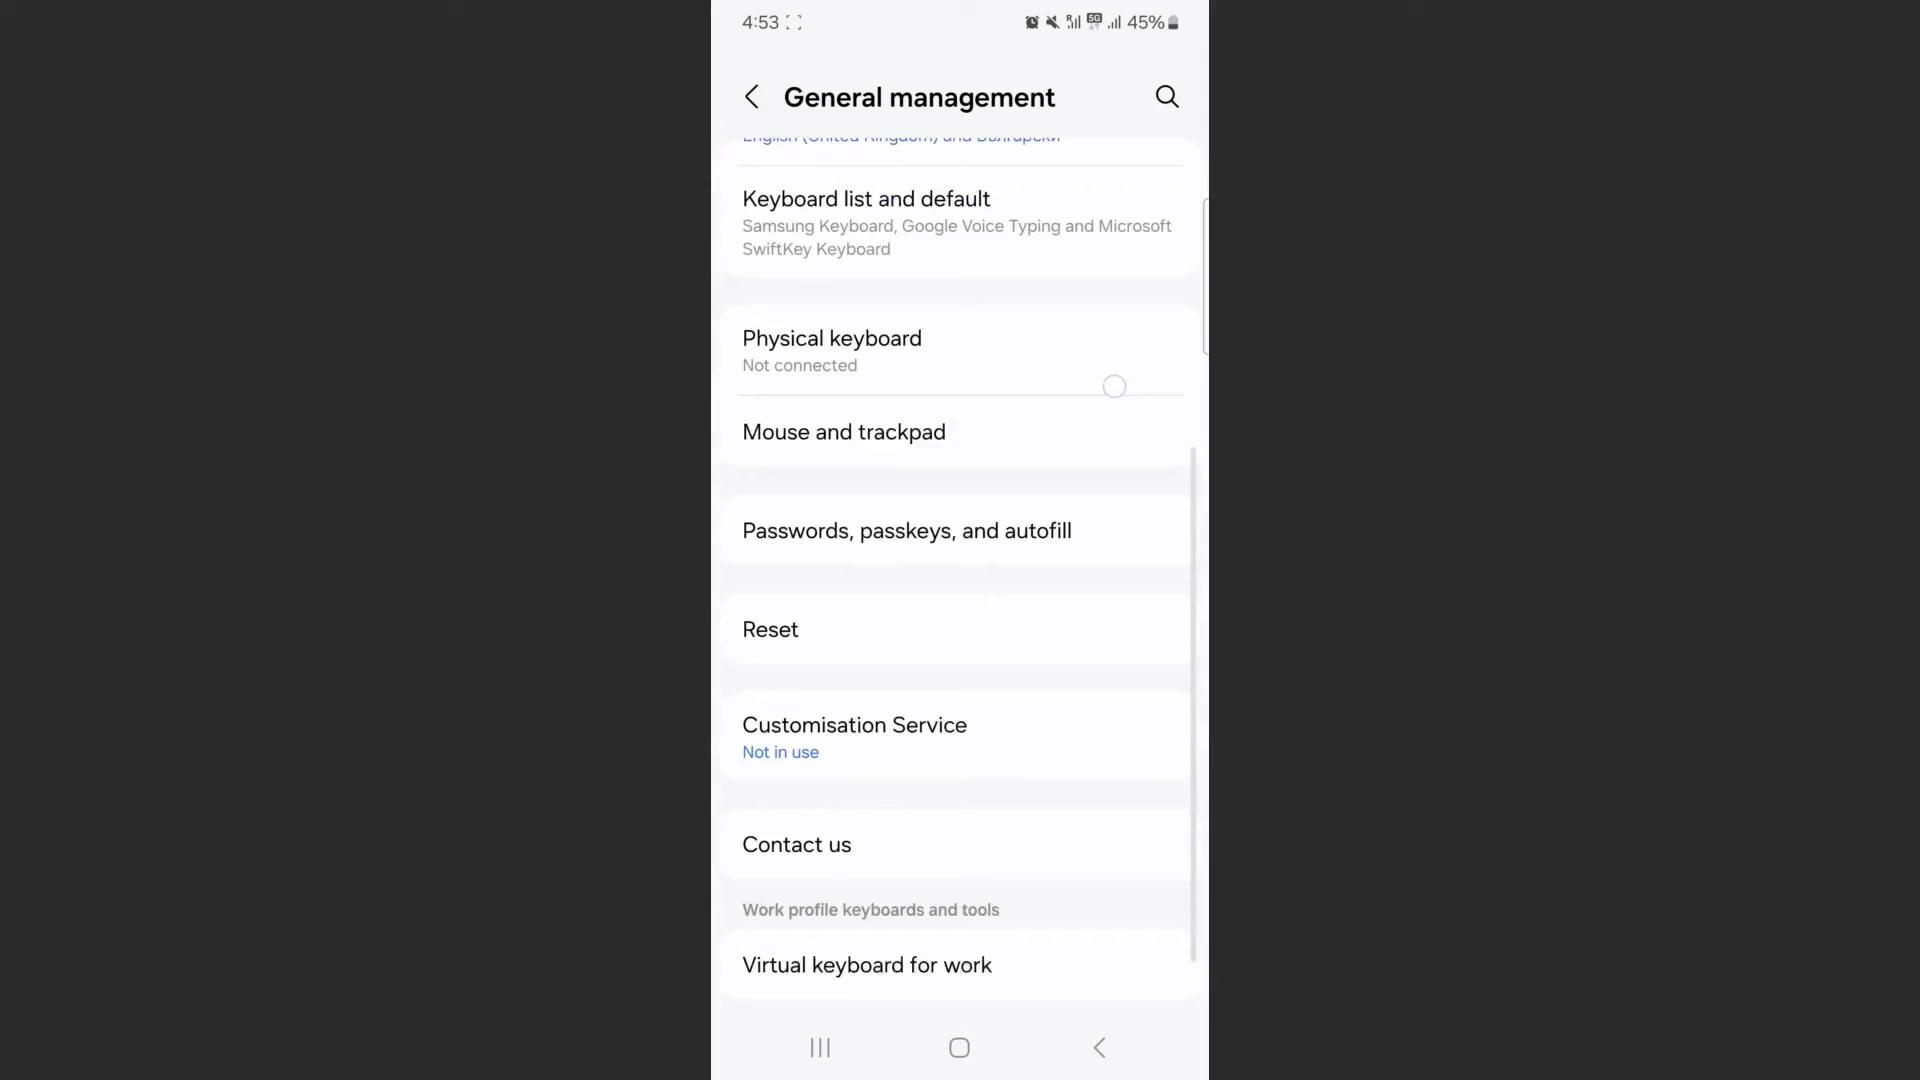 4:53
5G
45%
General management
English (United Kingdom) and Български
Keyboard list and default
Samsung Keyboard, Google Voice Typing and Microsoft
SwiftKey Keyboard
Physical keyboard
Not connected
Mouse and trackpad
Passwords, passkeys, and autofill
Reset
Customisation Service
Not in use
Contact us
Work profile keyboards and tools
Virtual keyboard for work